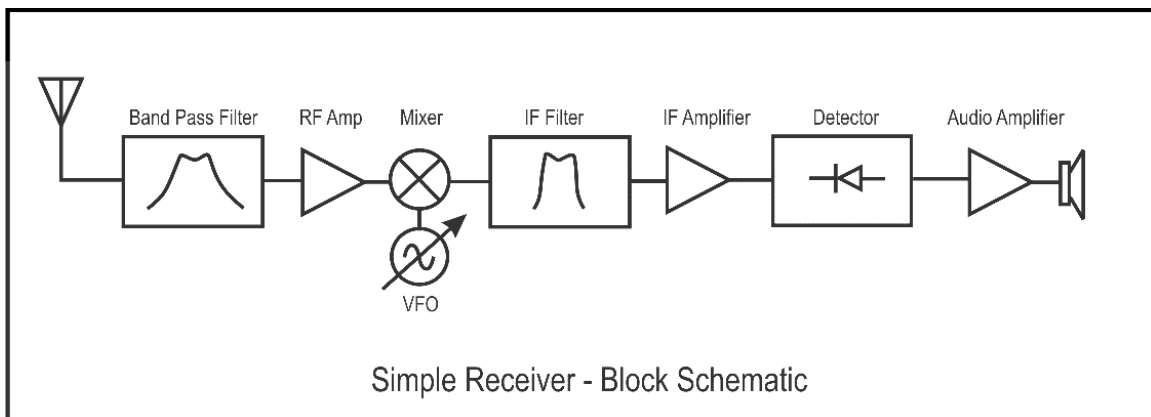 Band Pass Filter
RF Amp
Mixer
IF Filter
IF Amplifier
Detector
Audio Amplifier
VFO
Simple Receiver - Block Schematic